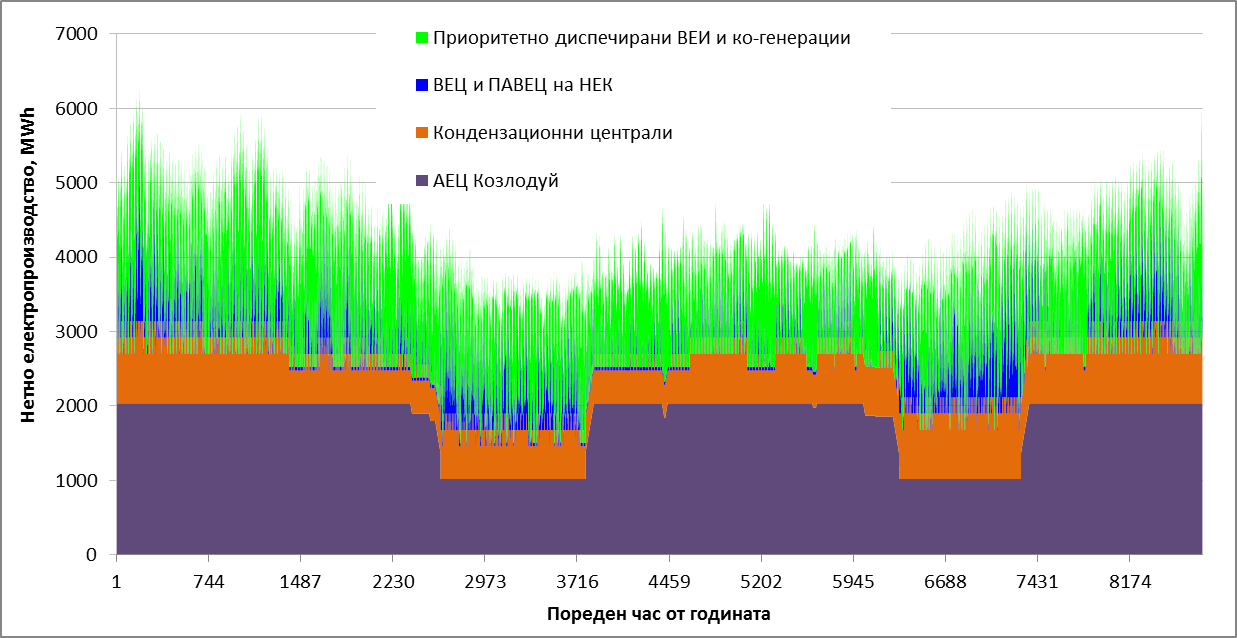 7000
6000
5000
4000
3000
2000
1000
0
Нетно електропроизводство, MWh
Приоритетно диспечирани ВЕИ и ко-генерации
ВЕЦ и ПАВЕЦ на НЕК
Кондензационни централи
АЕЦ Козлодуй
1 744 1487 2230 2973 3716 4459 5202 5945 6688 7431 8174
Пореден час от годината